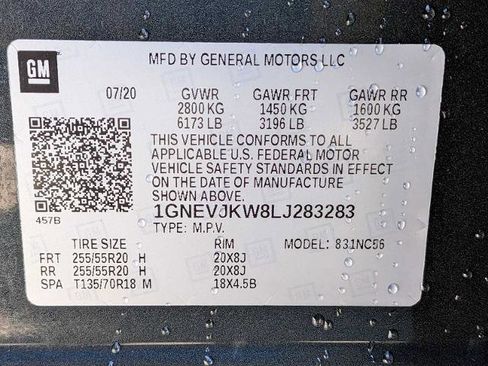 GM
MFD BY GENERAL MOTORS LLC
07/20 GVWR GAWR FRT GAWR RR
2800 KG 1450 KG 1600 KG
6173 LB 3196 LB 3527 LB
THIS VEHICLE CONFORMS TO ALL
APPLICABLE U.S. FEDERAL MOTOR
VEHICLE SAFETY STANDARDS IN EFFECT
ON THE DATE OF MANUFACTURE
SHOWN ABOVE.
457B
1GNEVJKW8LJ283283
TYPE: M.P.V.
TIRE SIZE RIM MODEL: 831NC56
FRT 255/55R20 H 20X8J
RR 255/55R20 H 20X8J
SPA T135/70R18 M 18X4.5B